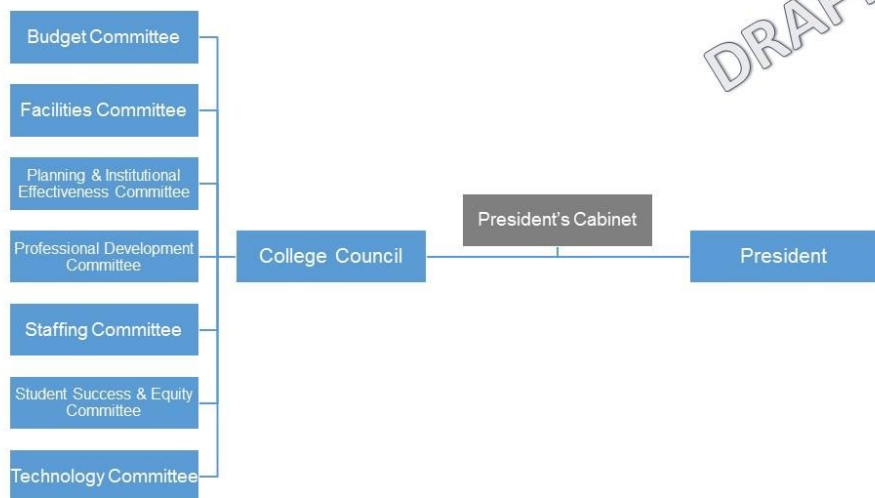 DRAF
Budget Committee
Facilities Committee
Planning & Institutional
Effectiveness Committee
Professional Development
Committee
Staffing Committee
Student Success & Equity
Committee
Technology Committee
College Council
President's Cabinet
President